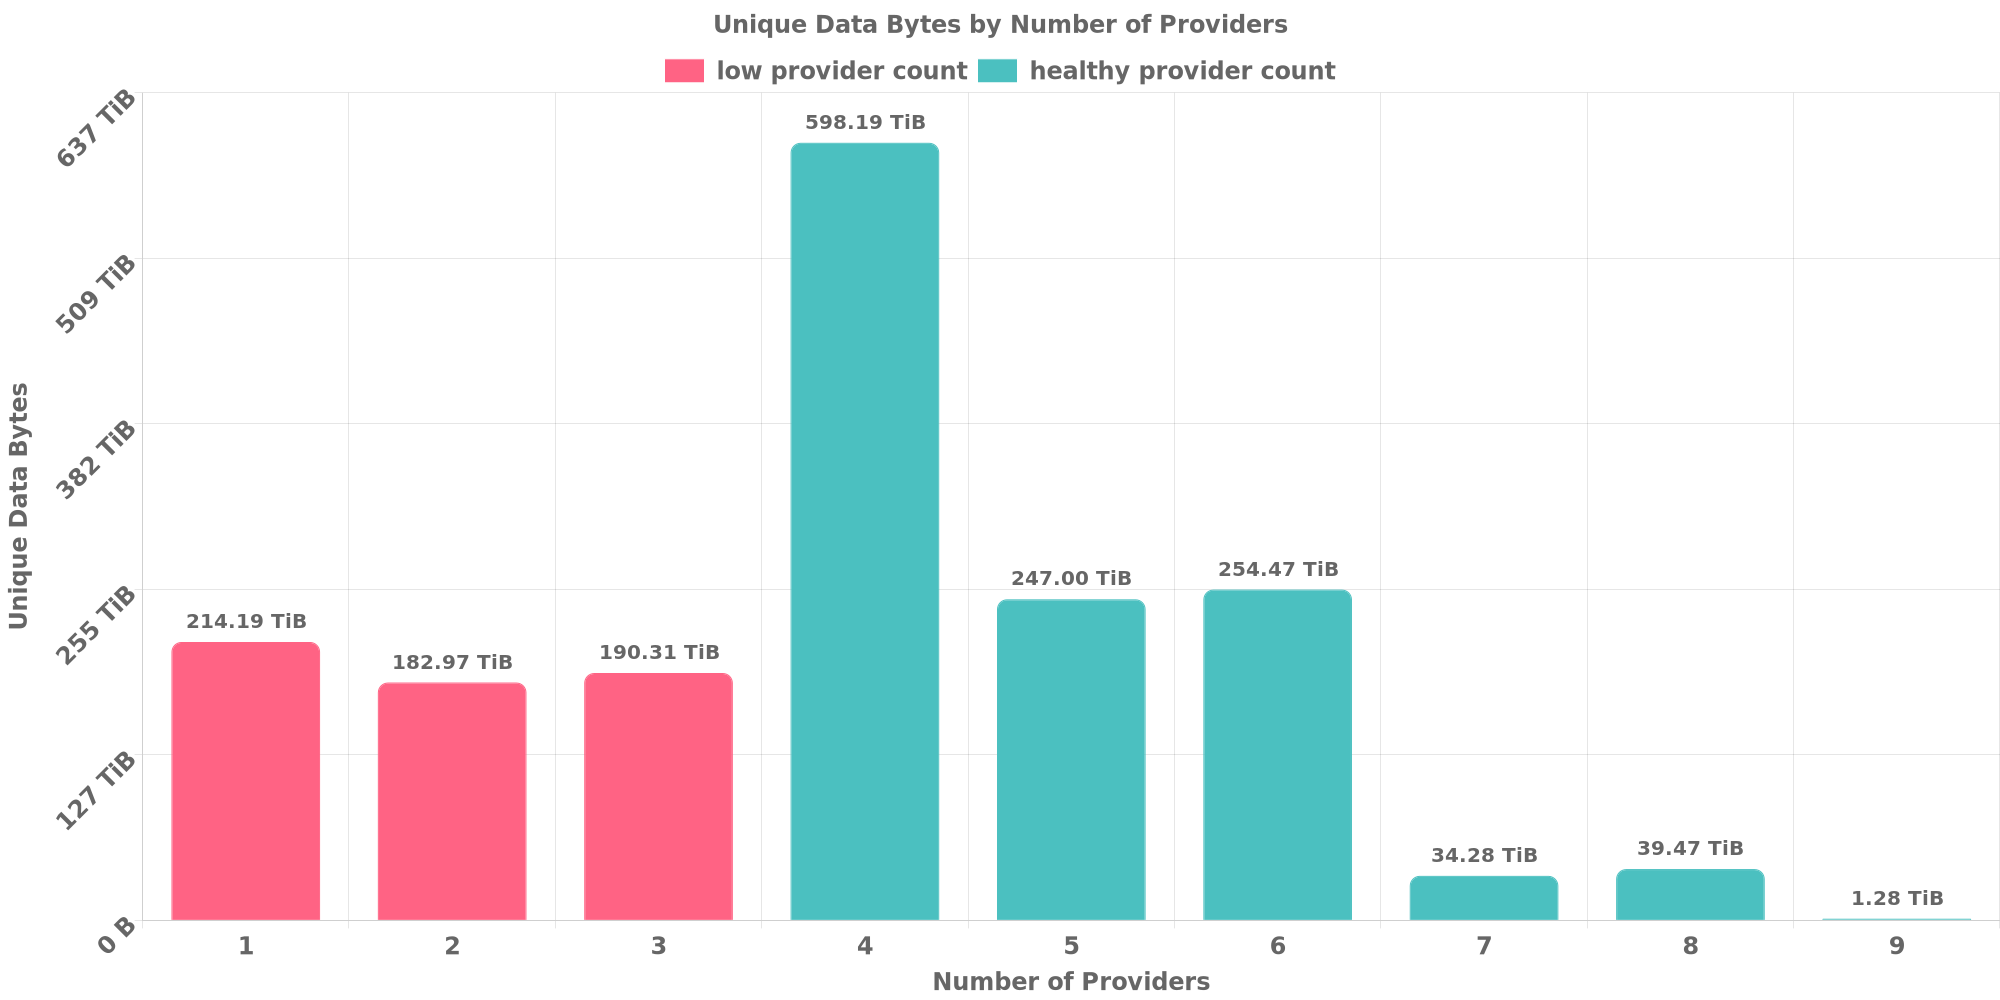 Unique Data Bytes by Number of Providers
low provider count healthy provider count
Unique Data Bytes
637 TiB
509 TiB
382 TiB
255 TiB
127 TiB
0 B
214.19 TiB
182.97 TiB
190.31 TiB
598.19 TiB
247.00 TiB
254.47 TiB
34.28 TiB
39.47 TiB
1.28 TiB
1 2 3 4 5 6 7 8 9
Number of Providers